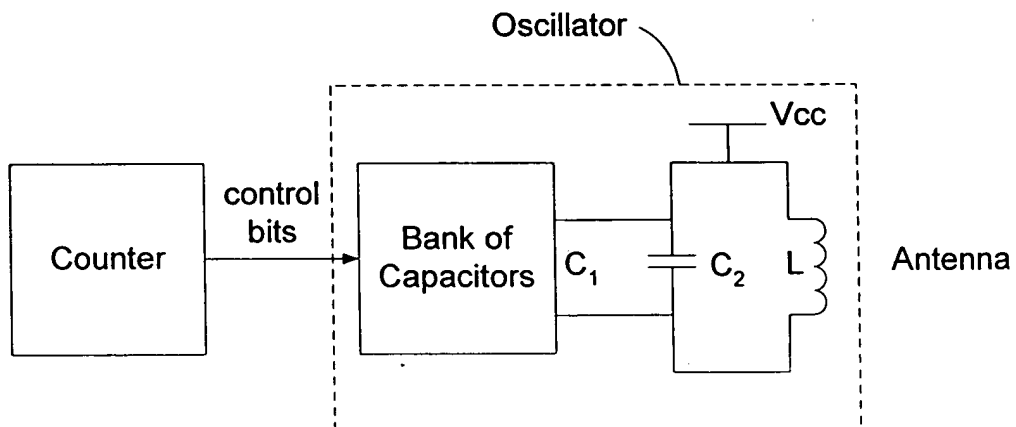 Oscillator
Vcc
control
bits
Counter
Bank of
Capacitors
C₁
C₂
L
Antenna